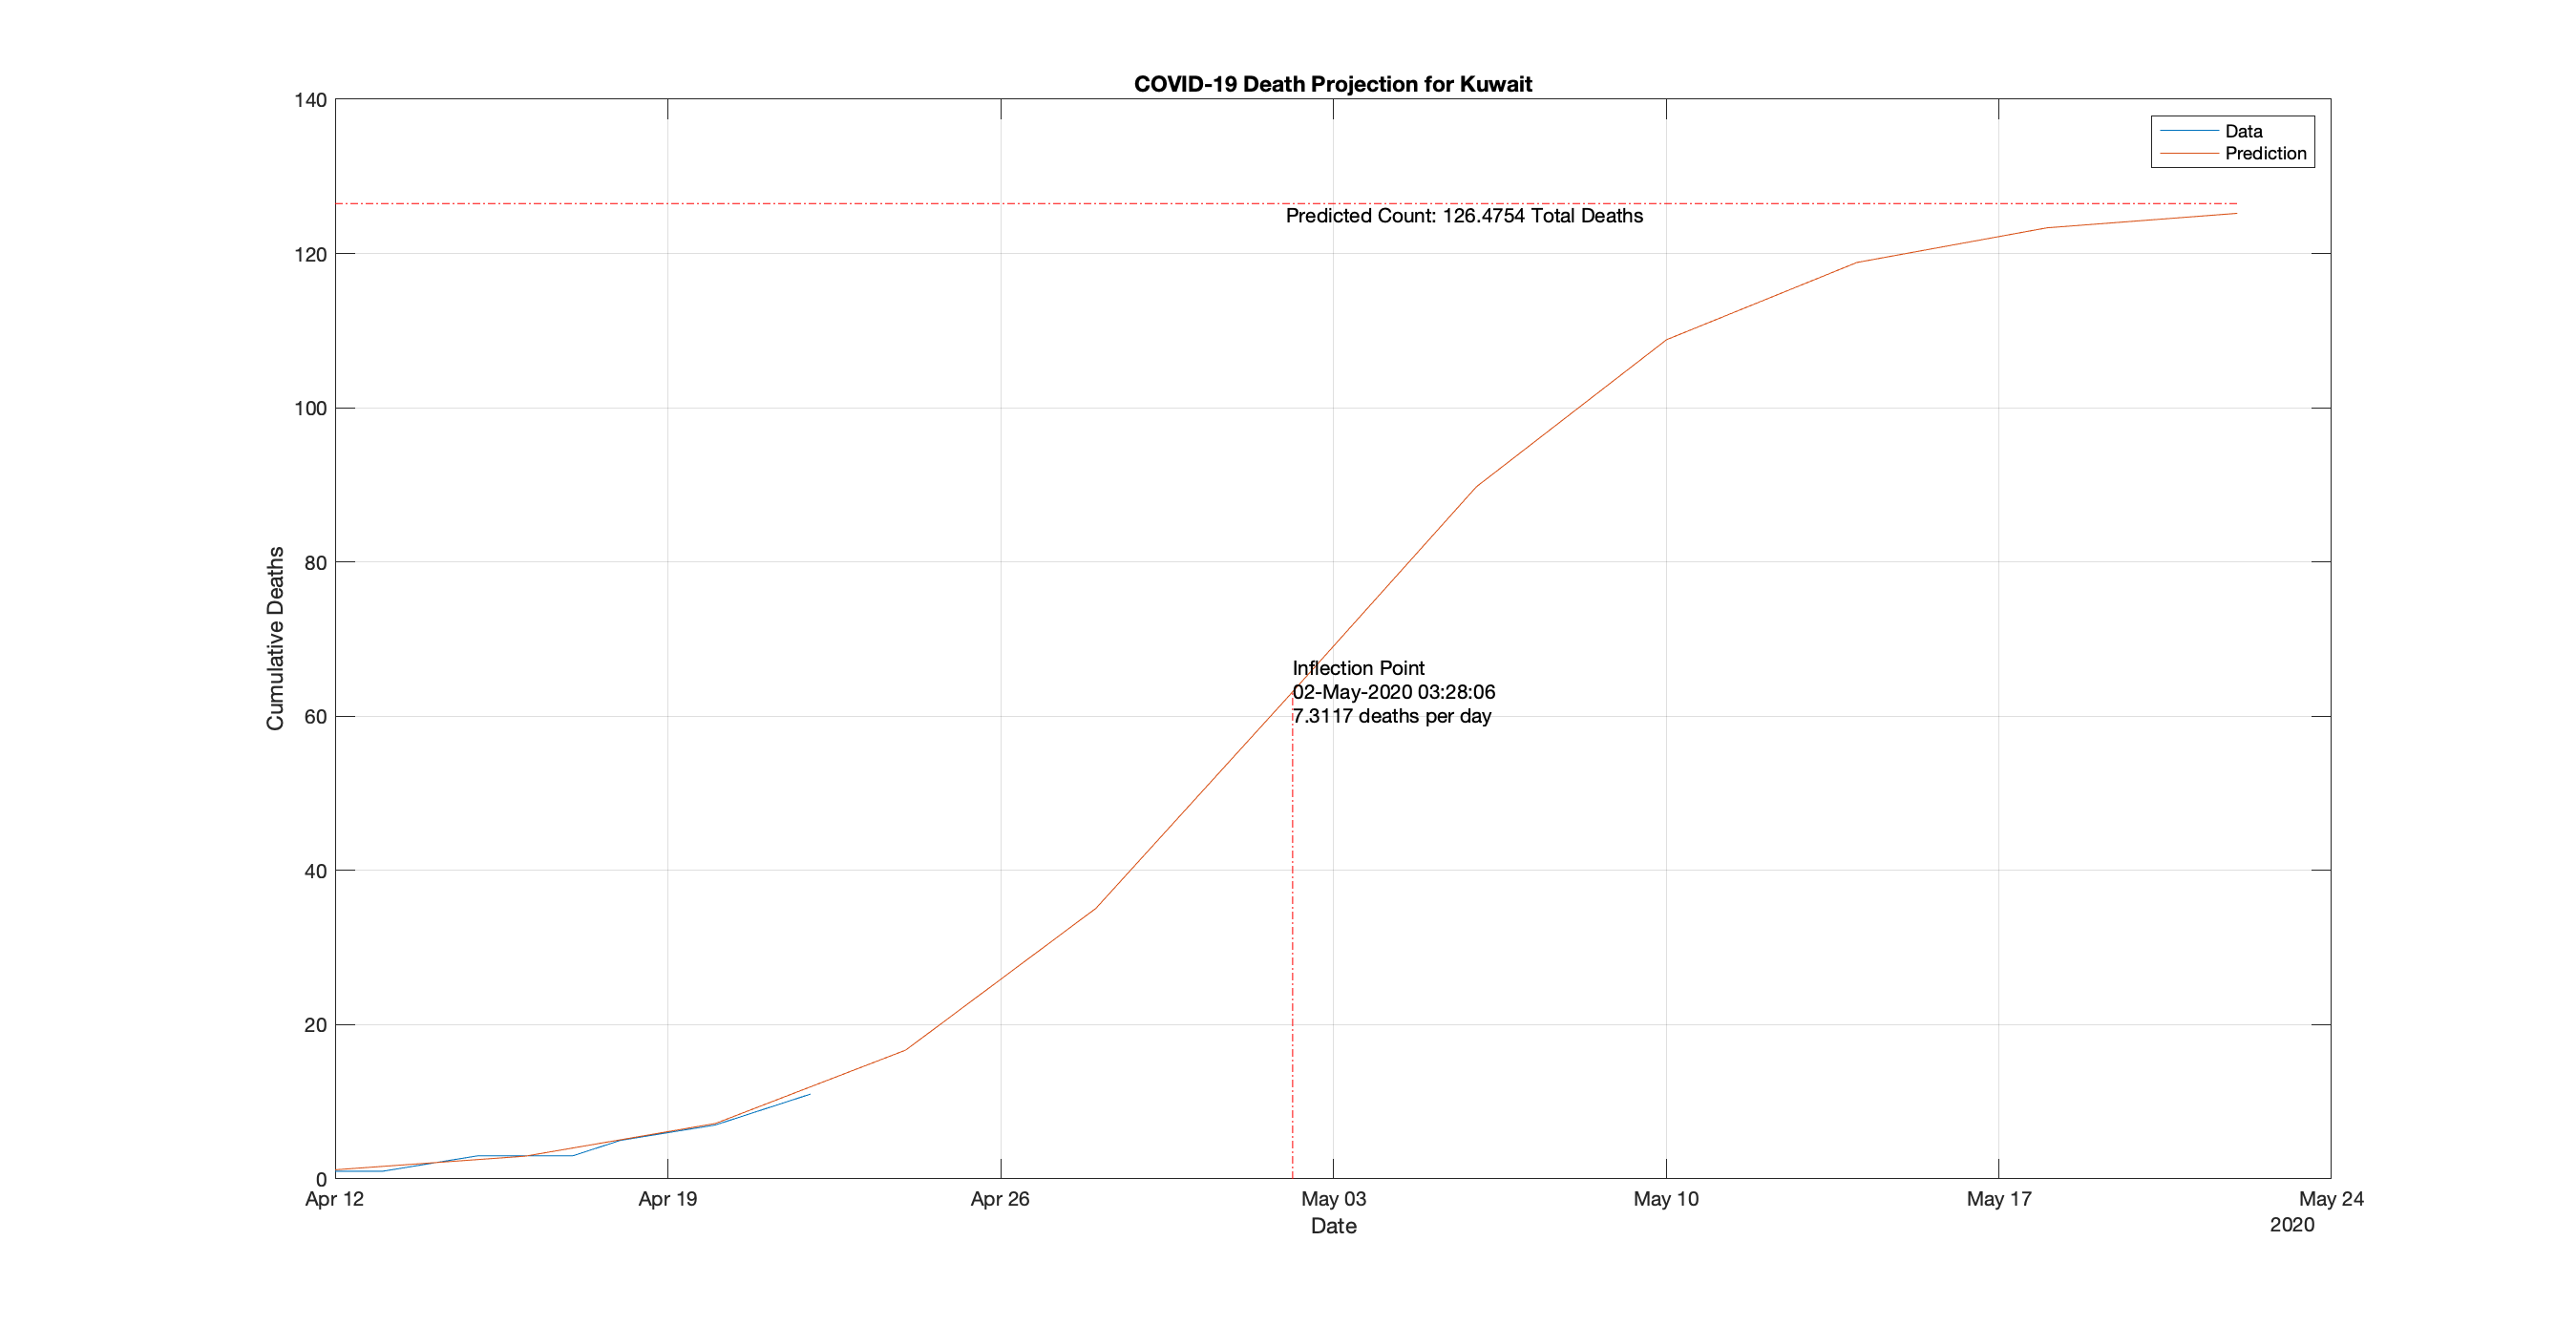 COVID-19 Death Projection for Kuwait
140
120
100
80
60
40
20
0
Cumulative Deaths
Data
Prediction
Predicted Count: 126.4754 Total Deaths
Inflection Point
02-May-2020 03:28:06
7.3117 deaths per day
Apr 12
Apr 19
Apr 26
May 03
May 10
May 17
May 24
2020
Date